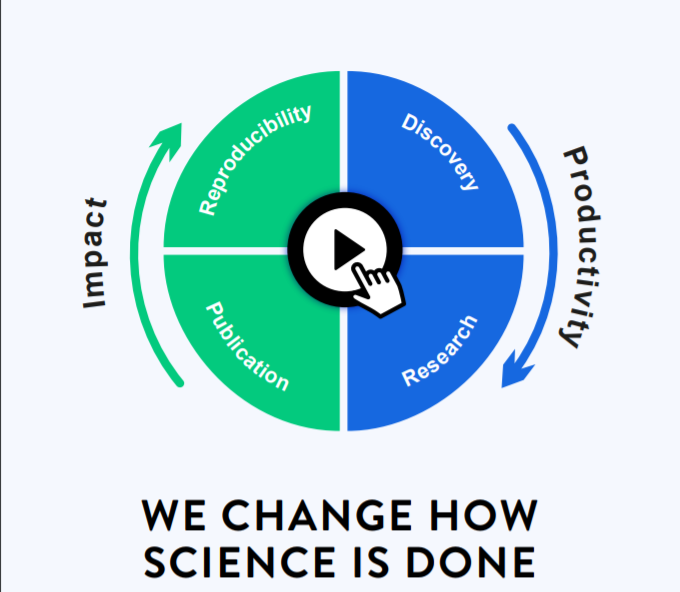 Reproducibility
Discovery
Impact
Productivity
Publication
Research
WE CHANGE HOW
SCIENCE IS DONE